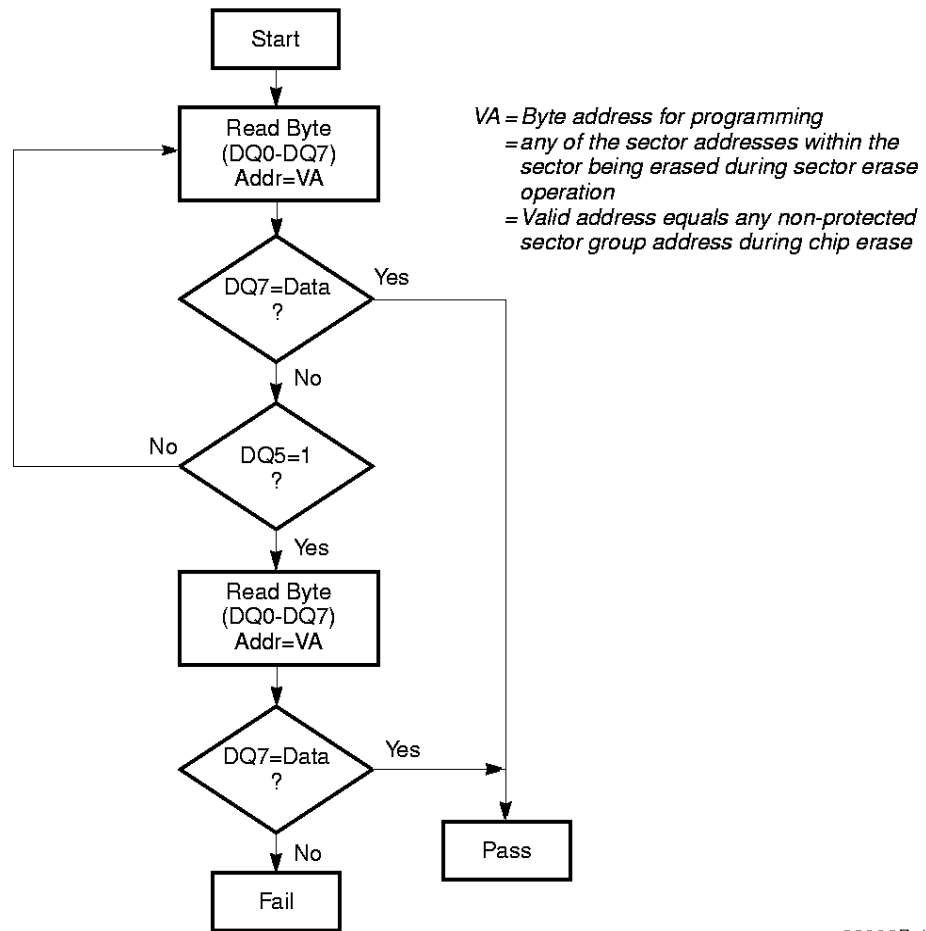 Start
Read Byte
(DQ0-DQ7)
Addr=VA
VA = Byte address for programming
= any of the sector addresses within the
sector being erased during sector erase
operation
= Valid address equals any non-protected
sector group address during chip erase
DQ7=Data
?
Yes
No
No
DQ5=1
?
Yes
Read Byte
(DQ0-DQ7)
Addr=VA
DQ7=Data
?
Yes
No
Pass
Fail